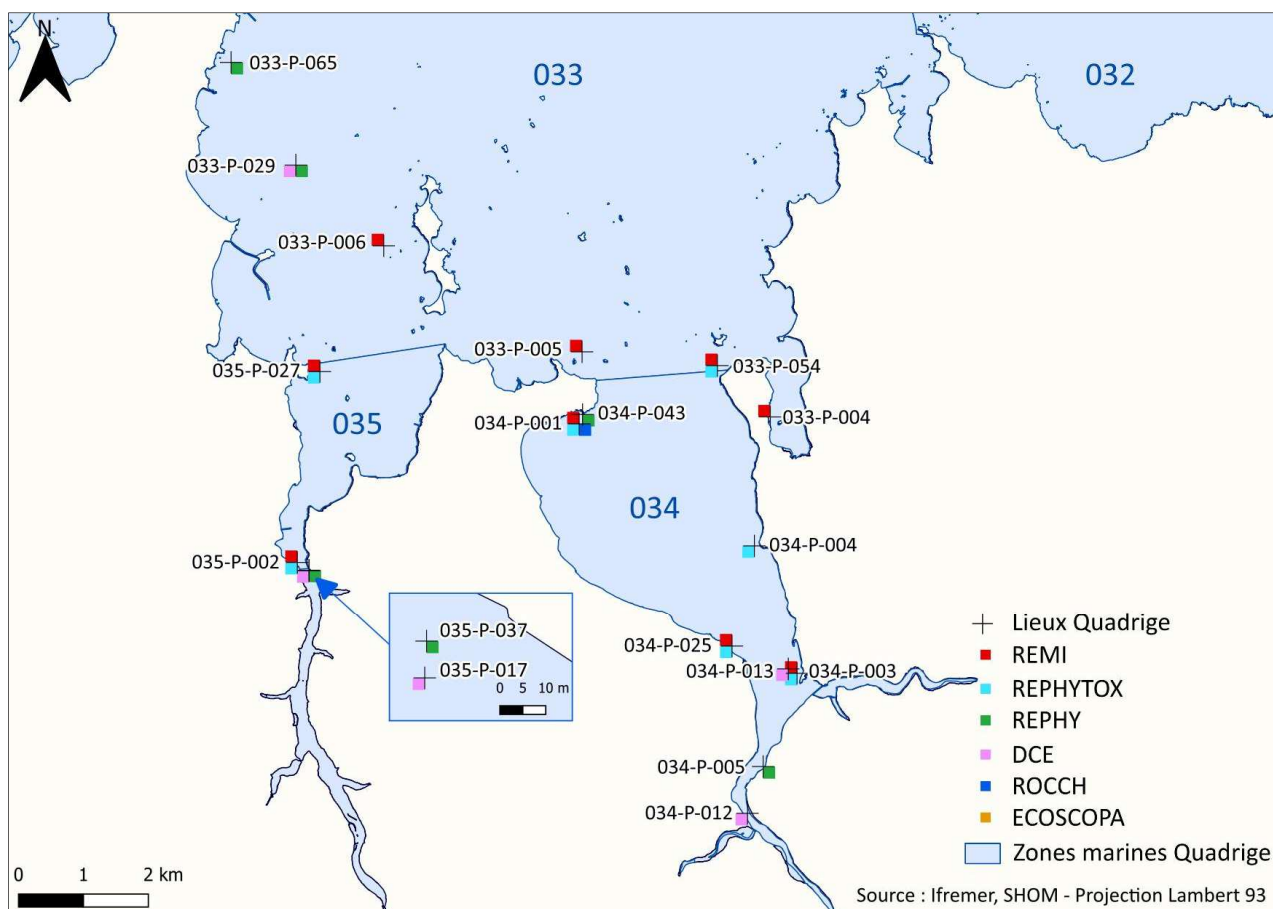 N
033-P-065
033
032
033-P-029
033-P-006
033-P-005
033-P-054
035-P-027
034-P-043
033-P-004
034-P-001
035
034
034-P-004
035-P-002
035-P-037
035-P-017
0 5 10 m
034-P-025
034-P-013
034-P-003
034-P-005
034-P-012
Lieux Quadrige
REMI
REPHYTOX
REPHY
DCE
ROCCH
ECOSCOPA
Zones marines Quadrige
0 1 2 km
Source : Ifremer, SHOM - Projection Lambert 93